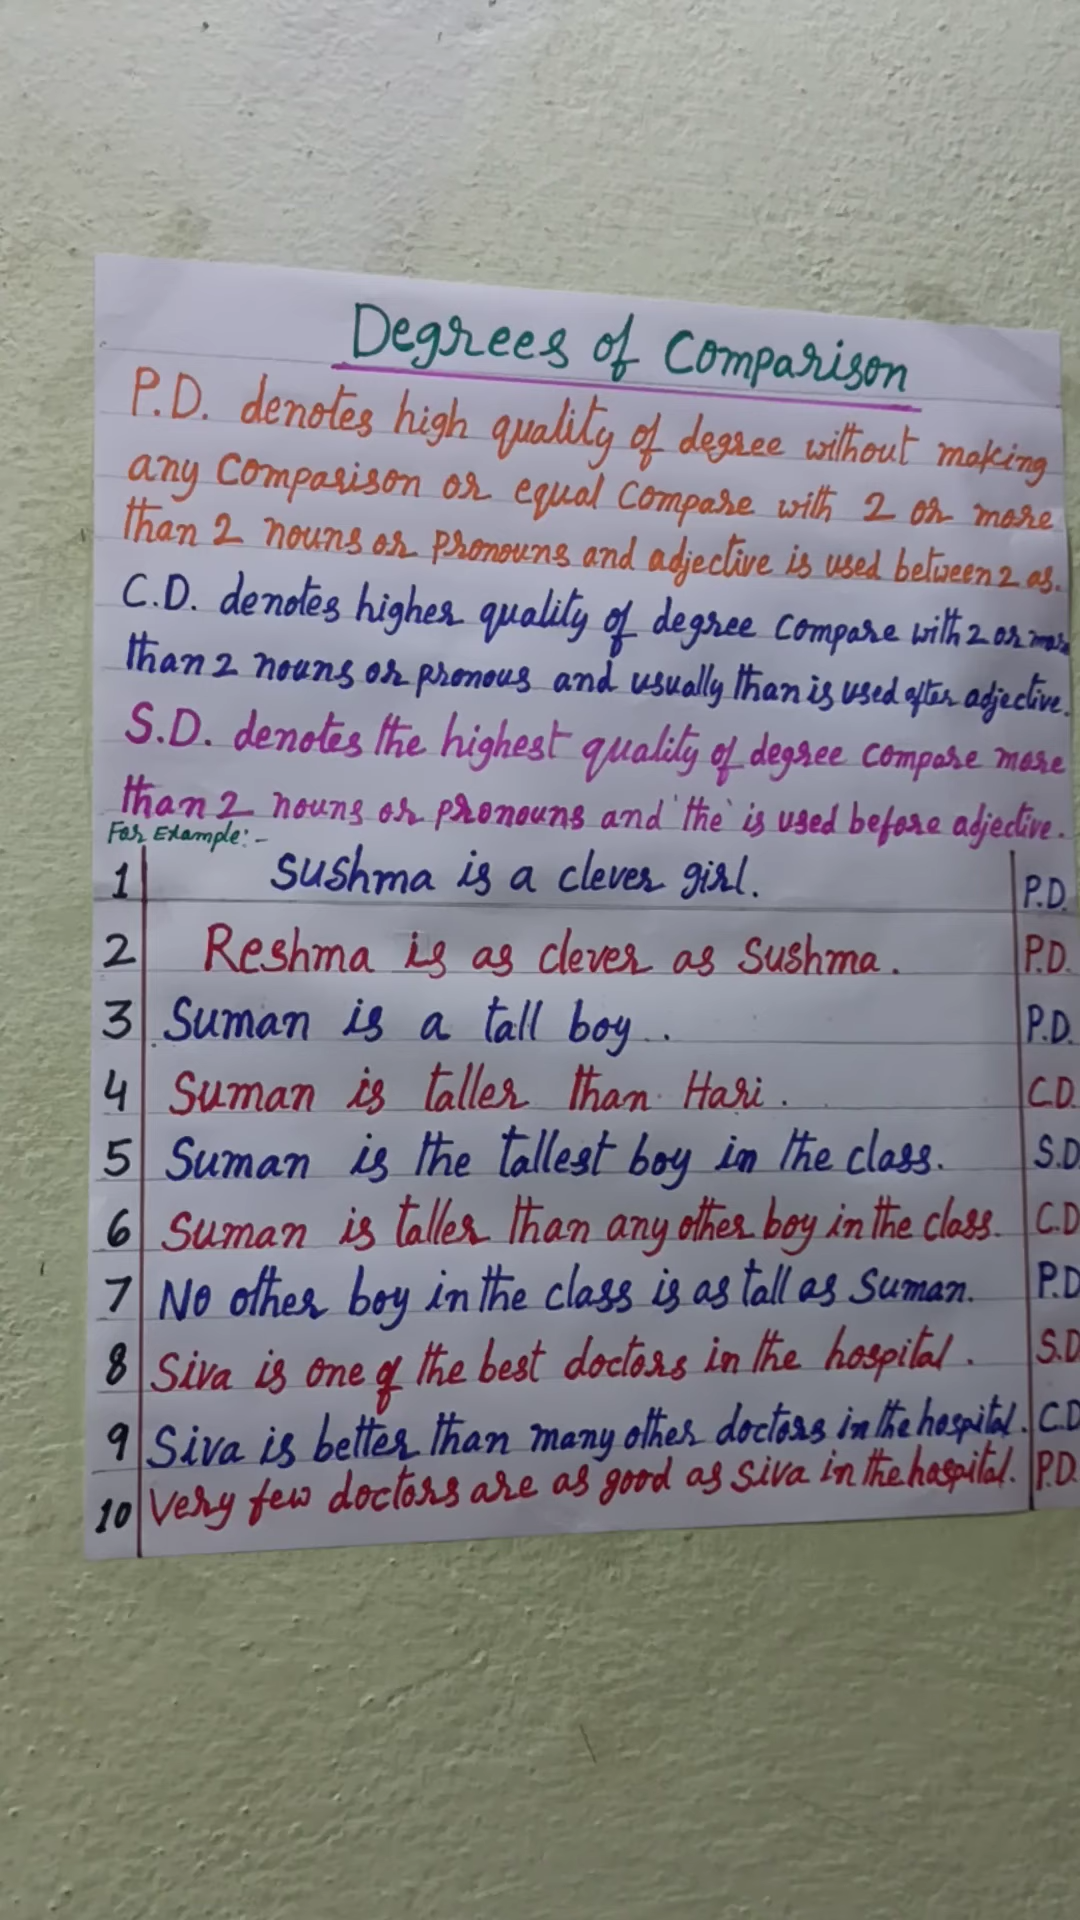 Degrees of Comparison
P.D. denotes high quality of degree without making
any Comparison or equal Compare with 2 or more
than 2 nouns or pronouns and adjective is used between 2 as.
C.D. denotes higher quality of degree Compare with 2 or more
than 2 nouns or pronous and usually than is used after adjective.
S.D. denotes the highest quality of degree Compare more
than 2 nouns or pronouns and 'the' is used before adjective.
For Example:-
1 Sushma is a clever girl. P.D.
2 Reshma is as clever as Sushma. P.D.
3 Suman is a tall boy. P.D.
4 Suman is taller than Hari. C.D.
5 Suman is the tallest boy in the class. S.D
6 Suman is taller than any other boy in the class. C.D
7 No other boy in the class is as tall as Suman. P.D
8 Siva is one of the best doctors in the hospital. S.D
9 Siva is better than many other doctors in the hospital. C.D
10 Very few doctors are as good as Siva in the hospital. P.D.